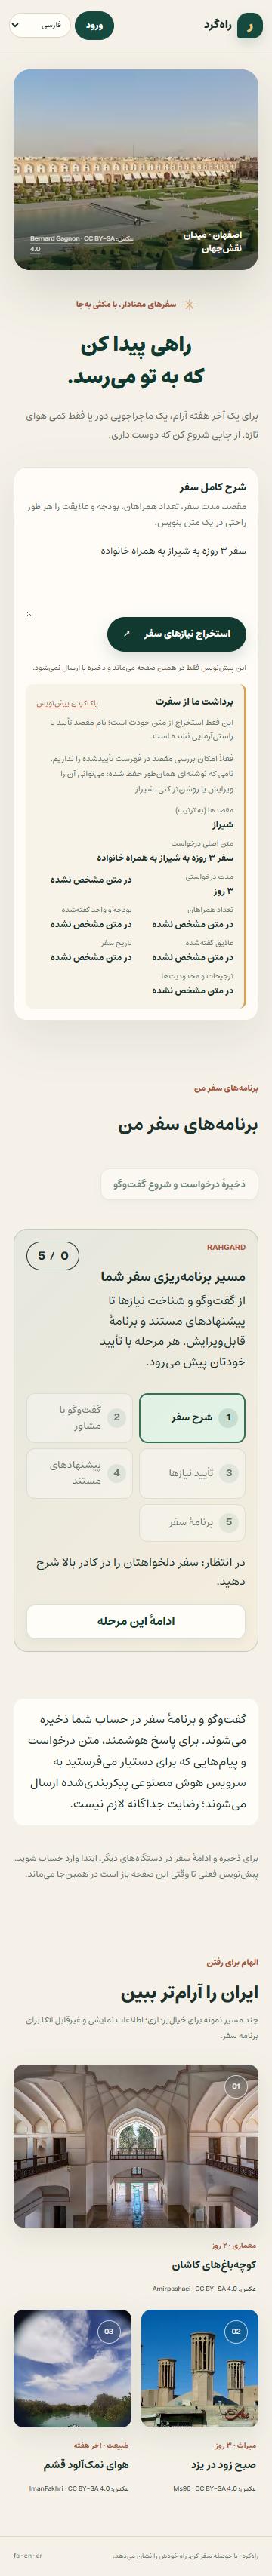 ر
راه‌گرد
ورود
فارسی
اصفهان · میدان
نقش‌جهان
عکس: Bernard Gagnon · CC BY-SA
4.0
سفرهای معنادار، با مکثی به‌جا
راهی پیدا کن
که به تو می‌رسد.
برای یک آخر هفته آرام، یک ماجراجویی دور یا فقط کمی هوای
تازه. از جایی شروع کن که دوست داری.
شرح کامل سفر
مقصد، مدت سفر، تعداد همراهان، بودجه و علایقت را هر طور
راحتی در یک متن بنویس.
سفر ۳ روزه به شیراز به همراه خانواده
استخراج نیازهای سفر ↗
این پیش‌نویس فقط در همین صفحه می‌ماند و ذخیره یا ارسال نمی‌شود.
برداشت ما از سفرت
پاک‌کردن پیش‌نویس
این فقط استخراج از متن خودت است؛ نام مقصد تأیید یا
راستی‌آزمایی نشده است.
فعلاً امکان بررسی مقصد در فهرست تأییدشده را نداریم.
نامی که نوشته‌ای همان‌طور حفظ شده؛ می‌توانی آن را
ویرایش یا روشن‌تر کنی. شیراز
مقصدها (به ترتیب)
شیراز
متن اصلی درخواست
سفر ۳ روزه به شیراز به همراه خانواده
مدت درخواستی
۳ روز
در متن مشخص نشده
تعداد همراهان
در متن مشخص نشده
بودجه و واحد گفته‌شده
در متن مشخص نشده
علایق گفته‌شده
در متن مشخص نشده
تاریخ سفر
در متن مشخص نشده
ترجیحات و محدودیت‌ها
در متن مشخص نشده
برنامه‌های سفر من
برنامه‌های سفر من
ذخیرهٔ درخواست و شروع گفت‌وگو
RAHGARD
5 / 0
مسیر برنامه‌ریزی سفر شما
از گفت‌وگو و شناخت نیازها تا
پیشنهادهای مستند و برنامهٔ
قابل‌ویرایش. هر مرحله با تأیید
خودتان پیش می‌رود.
1 شرح سفر
2 گفت‌وگو با
مشاور
3 تأیید نیازها
4 پیشنهادهای
مستند
5 برنامهٔ سفر
در انتظار: سفر دلخواهتان را در کادر بالا شرح
دهید.
ادامهٔ این مرحله
گفت‌وگو و برنامهٔ سفر در حساب شما ذخیره
می‌شوند. برای پاسخ هوشمند، متن درخواست
و پیام‌هایی که برای دستیار می‌فرستید به
سرویس هوش مصنوعی پیکربندی‌شده ارسال
می‌شوند؛ رضایت جداگانه لازم نیست.
برای ذخیره و ادامهٔ سفر در دستگاه‌های دیگر، ابتدا وارد حساب شوید.
پیش‌نویس فعلی تا وقتی این صفحه باز است در همین‌جا می‌ماند.
الهام برای رفتن
ایران را آرام‌تر ببین
چند مسیر نمونه برای خیال‌پردازی؛ اطلاعات نمایشی و غیرقابل اتکا برای
برنامه سفر.
01
معماری · ۲ روز
کوچه‌باغ‌های کاشان
عکس: Amirpashaei · CC BY-SA 4.0
02
میراث · ۳ روز
صبح زود در یزد
عکس: Ms96 · CC BY-SA 4.0
03
طبیعت · آخر هفته
هوای نمک‌آلود قشم
عکس: ImanFakhri · CC BY-SA 4.0
راه‌گرد · با حوصله سفر کن. راه خودش را نشان می‌دهد.
fa · en · ar